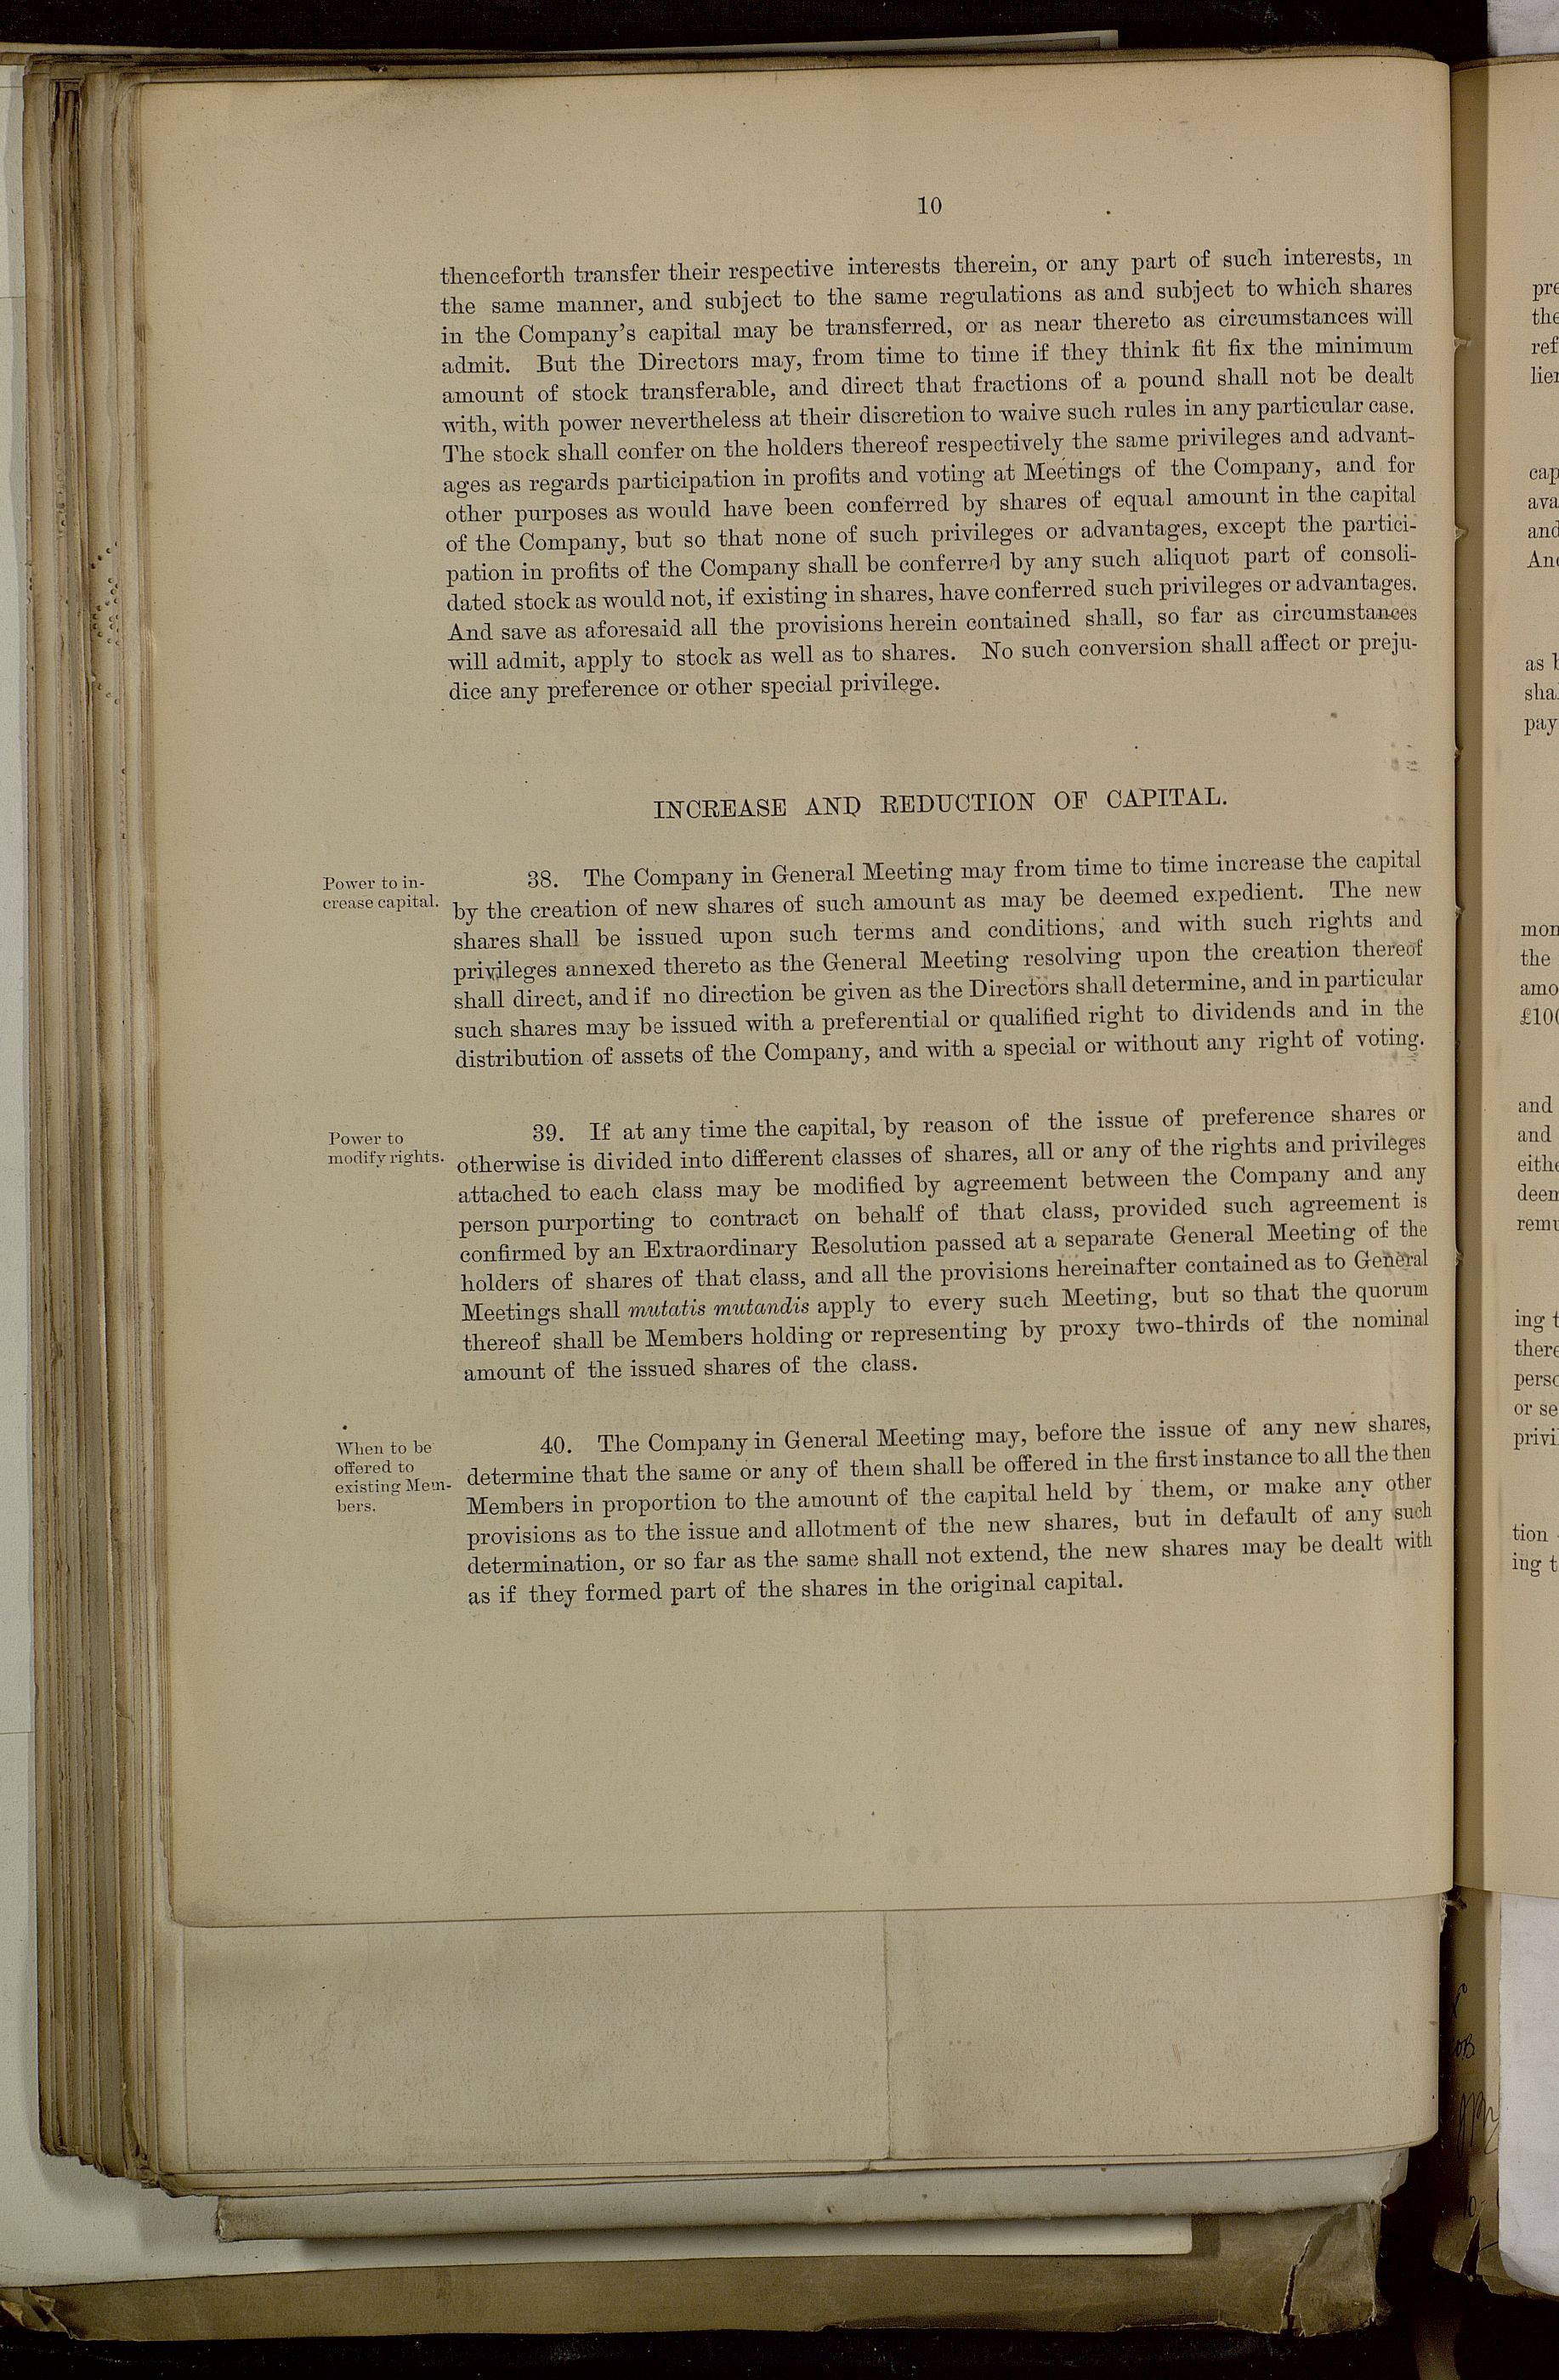 10
thenceforth transfer their respective interests therein, or any part of such interests, in
the same manner, and subject to the same regulations as and subject to which shares
in the Company's capital may be transferred, or as near thereto as circumstances will
admit. But the Directors may, from time to time if they think fit fix the minimum
amount of stock transferable, and direct that fractions of a pound shall not be dealt
with, with power nevertheless at their discretion to waive such rules in any particular case.
The stock shall confer on the holders thereof respectively the same privileges and advant-
ages as regards participation in profits and voting at Meetings of the Company, and for
other purposes as would have been conferred by shares of equal amount in the capital
of the Company, but so that none of such privileges or advantages, except the partici-
pation in profits of the Company shall be conferred by any such aliquot part of consoli-
dated stock as would not, if existing in shares, have conferred such privileges or advantages.
And save as aforesaid all the provisions herein contained shall, so far as circumstances
will admit, apply to stock as well as to shares. No such conversion shall affect or preju-
dice any preference or other special privilege.
INCREASE AND REDUCTION OF CAPITAL.
Power to in-
crease capital.
38. The Company in General Meeting may from time to time increase the capital
by the creation of new shares of such amount as may be deemed expedient. The new
shares shall be issued upon such terms and conditions, and with such rights and
privileges annexed thereto as the General Meeting resolving upon the creation thereof
shall direct, and if no direction be given as the Directors shall determine, and in particular
such shares may be issued with a preferential or qualified right to dividends and in the
distribution of assets of the Company, and with a special or without any right of voting.
Power to
modify rights.
39. If at any time the capital, by reason of the issue of preference shares or
otherwise is divided into different classes of shares, all or any of the rights and privileges
attached to each class may be modified by agreement between the Company and any
person purporting to contract on behalf of that class, provided such agreement is
confirmed by an Extraordinary Resolution passed at a separate General Meeting of the
holders of shares of that class, and all the provisions hereinafter contained as to General
Meetings shall mutatis mutandis apply to every such Meeting, but so that the quorum
thereof shall be Members holding or representing by proxy two-thirds of the nominal
amount of the issued shares of the class.
When to be
offered to
existing Mem-
bers.
40. The Company in General Meeting may, before the issue of any new shares,
determine that the same or any of them shall be offered in the first instance to all the then
Members in proportion to the amount of the capital held by them, or make any other
provisions as to the issue and allotment of the new shares, but in default of any such
determination, or so far as the same shall not extend, the new shares may be dealt with
as if they formed part of the shares in the original capital.